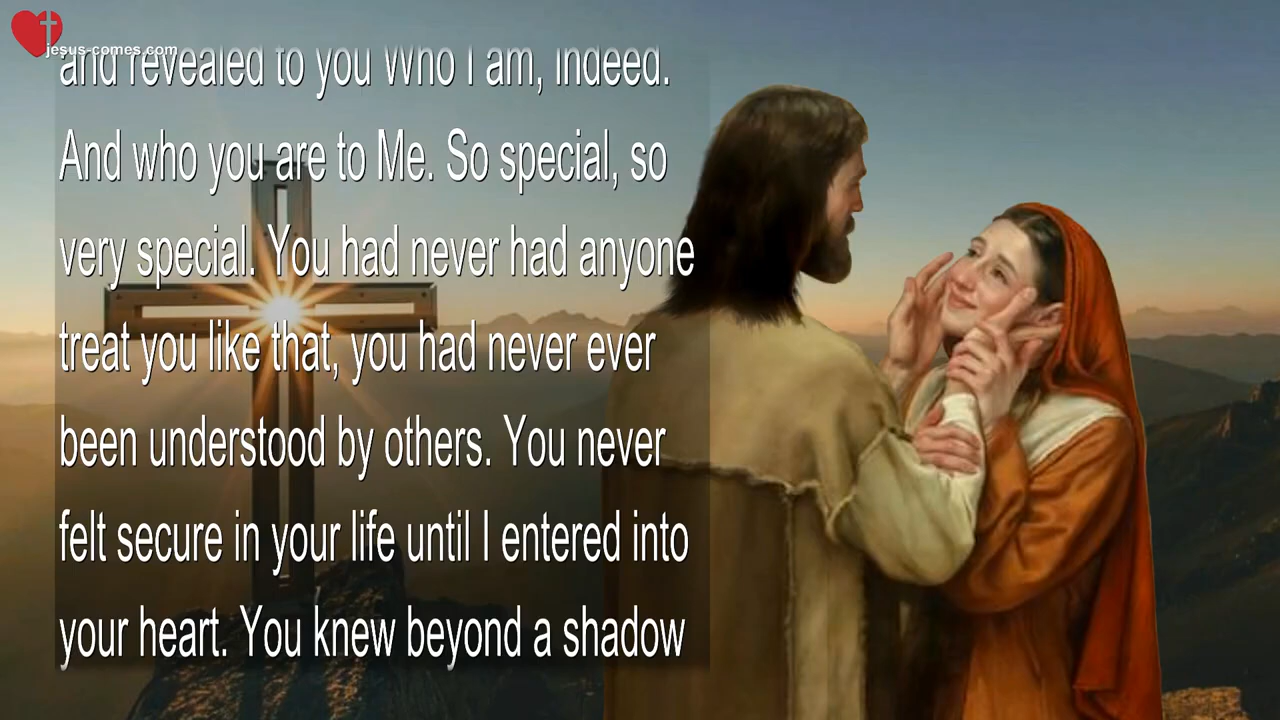 jesus-comes.com
and revealed to you Who I am, indeed.
And who you are to Me. So special, so
very special. You had never had anyone
treat you like that, you had never ever
been understood by others. You never
felt secure in your life until I entered into
your heart. You knew beyond a shadow